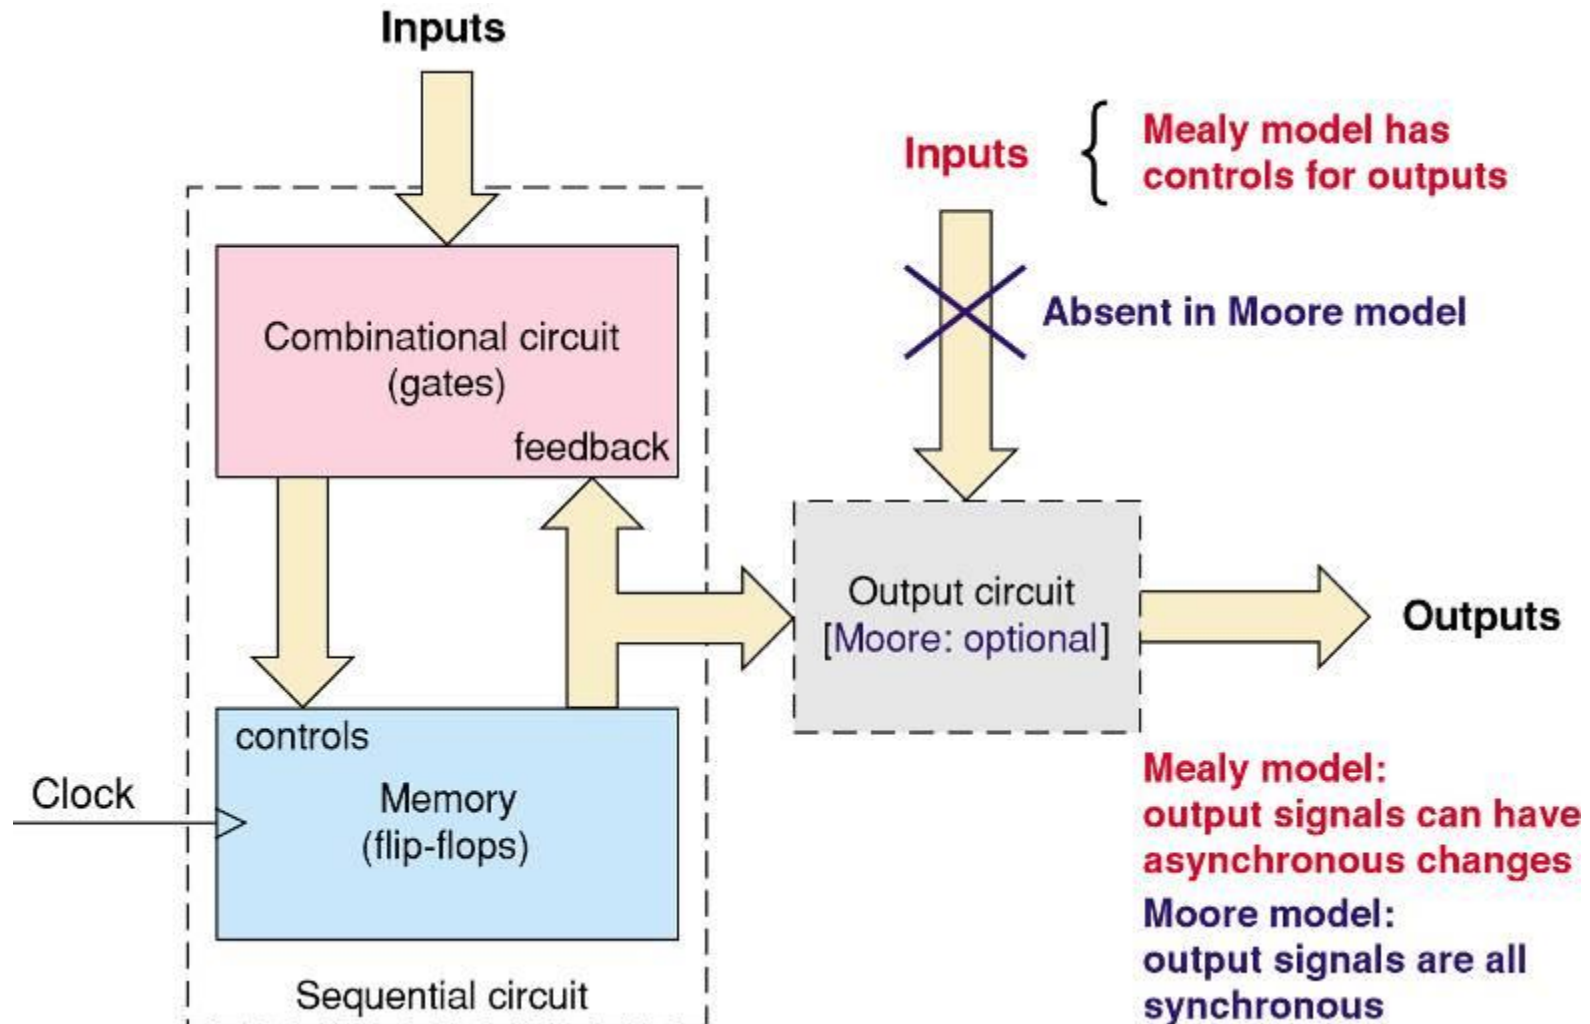 Inputs
Inputs
Mealy model has
controls for outputs
Absent in Moore model
Combinational circuit
(gates)
feedback
Output circuit
[Moore: optional]
Outputs
controls
Clock
Memory
(flip-flops)
Mealy model:
output signals can have
asynchronous changes
Moore model:
output signals are all
synchronous
Sequential circuit